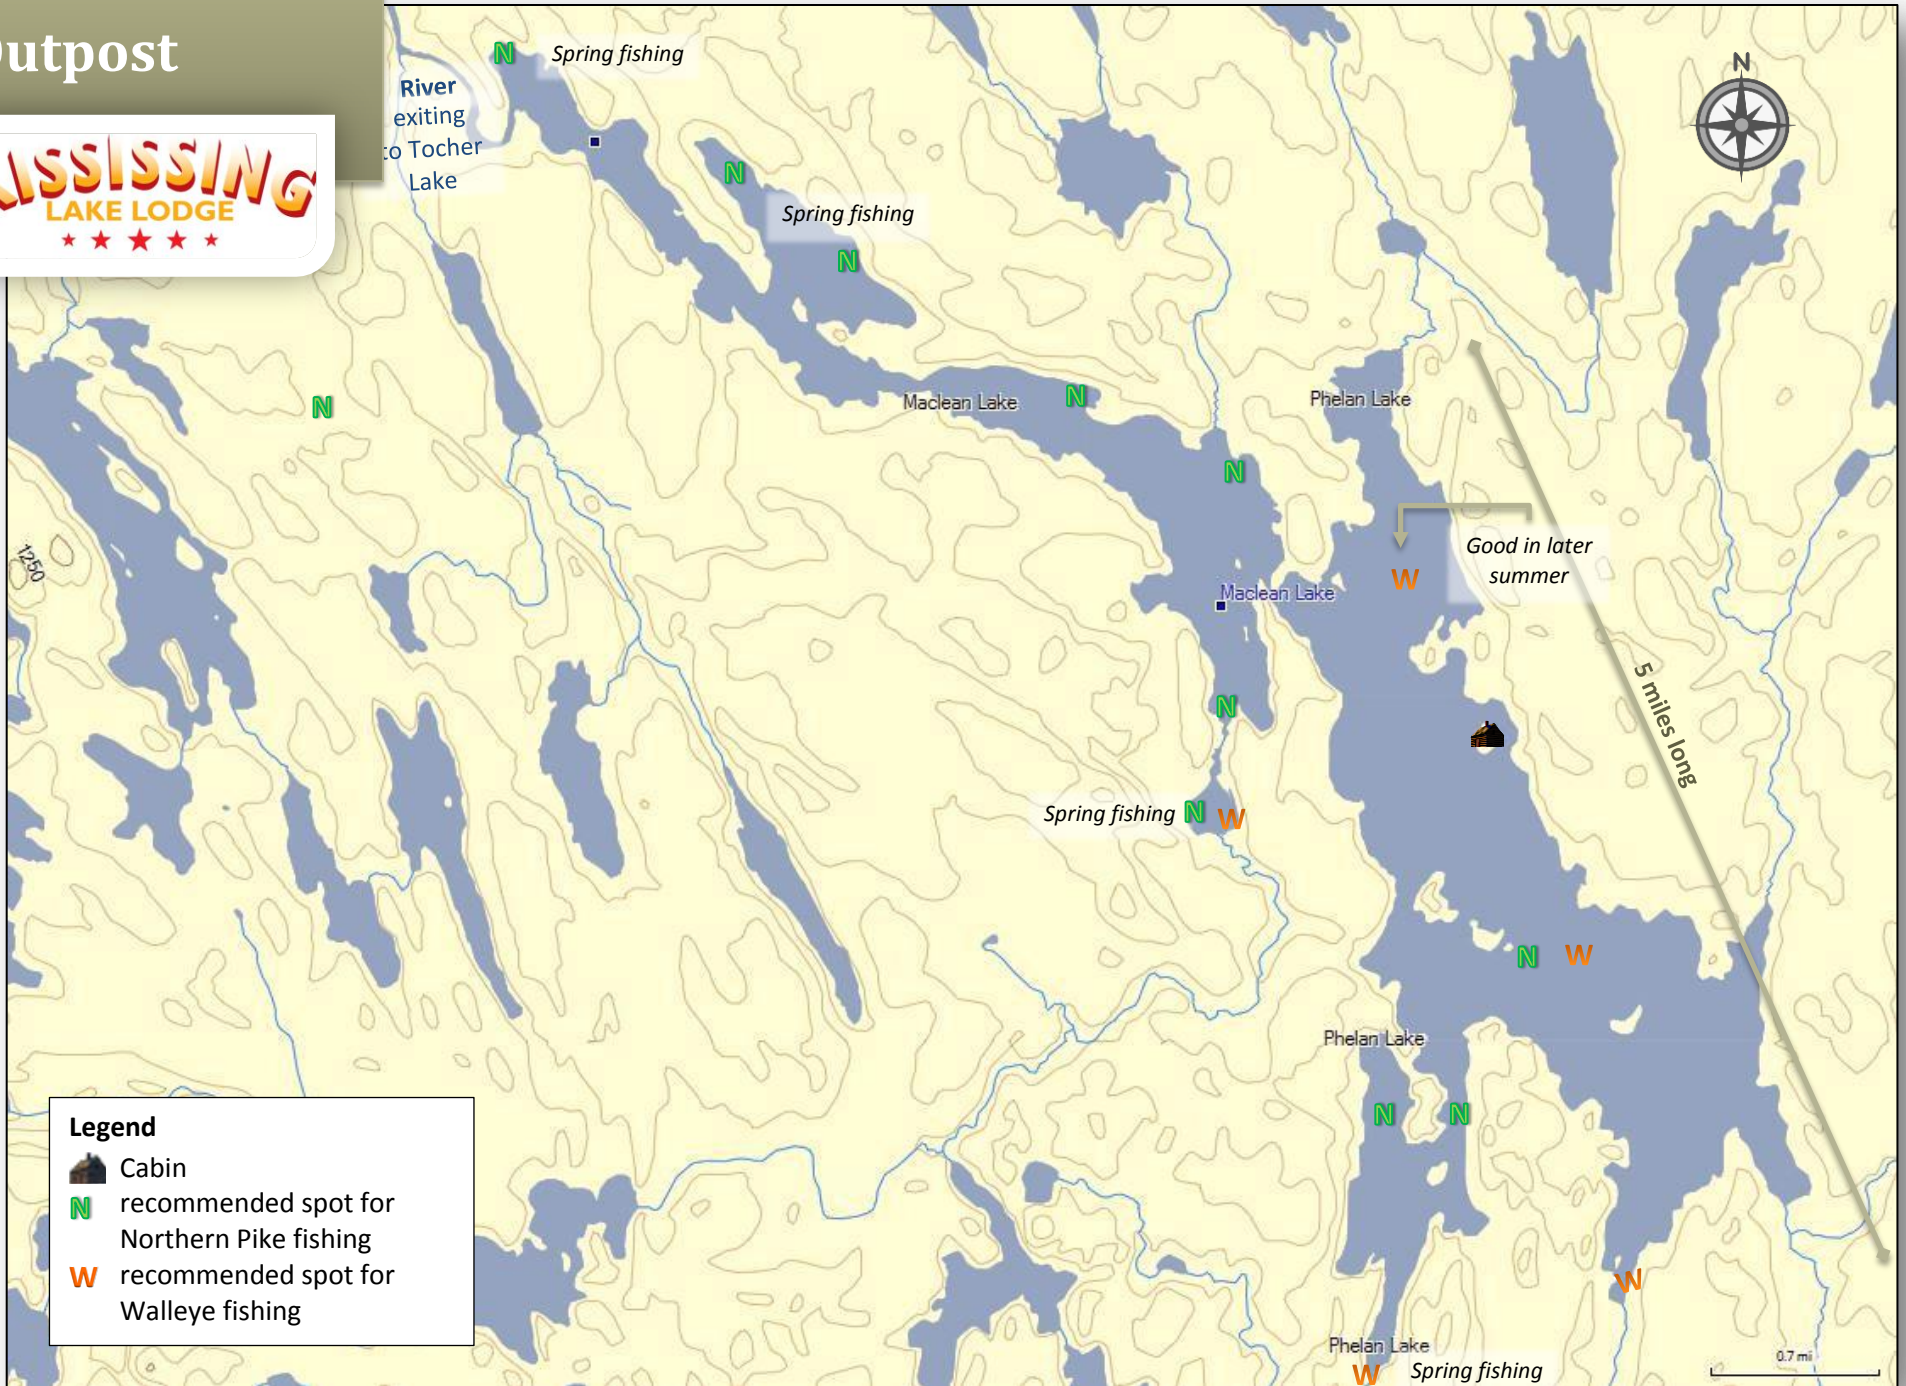 utpost
ISSISSING
LAKE LODGE
River
exiting
to Tocher
Lake
Spring fishing
N
N
Spring fishing
N
N
N
Maclean Lake
N
Phelan Lake
N
N
1250
Good in later
summer
W
Maclean Lake
5 miles long
N
Spring fishing
N
W
N
W
Phelan Lake
N
N
Legend
Cabin
N recommended spot for
Northern Pike fishing
W recommended spot for
Walleye fishing
W
Phelan Lake
W
Spring fishing
0.7 mi